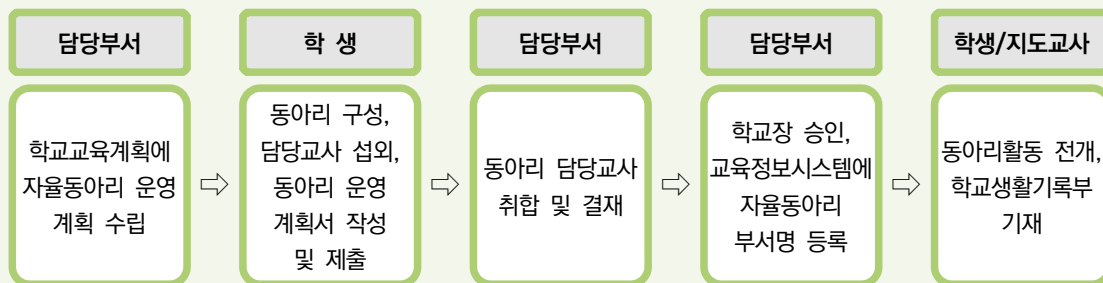 담당부서
학교교육계획에
자율동아리 운영
계획 수립
학 생
동아리 구성,
담당교사 섭외,
동아리 운영
계획서 작성
및 제출
담당부서
동아리 담당교사
취합 및 결재
담당부서
학교장 승인,
교육정보시스템에
자율동아리
부서명 등록
학생/지도교사
동아리활동 전개,
학교생활기록부
기재